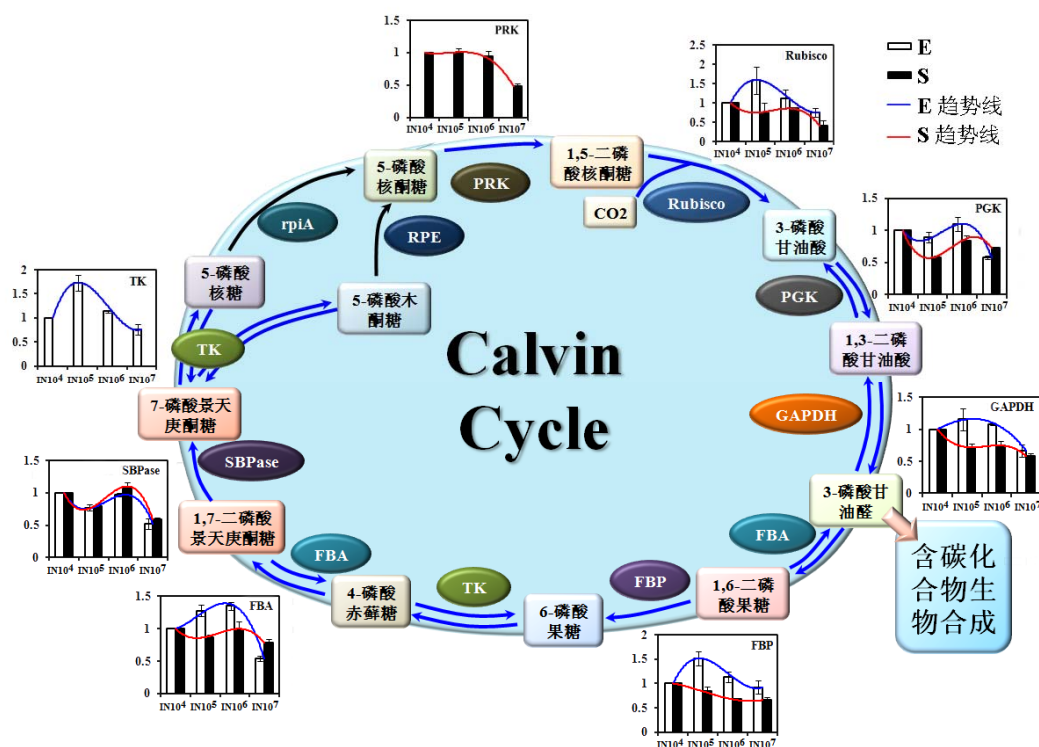 PRK
1.5
1
0.5
0
IN10⁴ IN10⁵ IN10⁶ IN10⁷
Rubisco
2.5
2
1.5
1
0.5
0
IN10⁴ IN10⁵ IN10⁶ IN10⁷
E
S
E 趋势线
S 趋势线
5-磷酸
核酮糖
PRK
1,5-二磷
酸核酮糖
CO2
Rubisco
3-磷酸
甘油酸
rpiA
RPE
PGK
1.5
1
0.5
0
IN10⁴ IN10⁵ IN10⁶ IN10⁷
TK
2
1.5
1
0.5
0
IN10⁴ IN10⁵ IN10⁶ IN10⁷
5-磷酸
核糖
5-磷酸木
酮糖
PGK
TK
Calvin
Cycle
1,3-二磷
酸甘油酸
7-磷酸景天
庚酮糖
GAPDH
GAPDH
1.5
1
0.5
0
IN10⁴ IN10⁵ IN10⁶ IN10⁷
SBPase
SBPase
1.5
1
0.5
0
IN10⁴ IN10⁵ IN10⁶ IN10⁷
1,7-二磷酸
景天庚酮糖
3-磷酸甘
油醛
FBA
4-磷酸
赤藓糖
TK
6-磷酸
果糖
FBP
1,6-二磷
酸果糖
FBA
含碳化
合物生
物合成
FBA
1.5
1
0.5
0
IN10⁴ IN10⁵ IN10⁶ IN10⁷
FBP
2
1.5
1
0.5
0
IN10⁴ IN10⁵ IN10⁶ IN10⁷